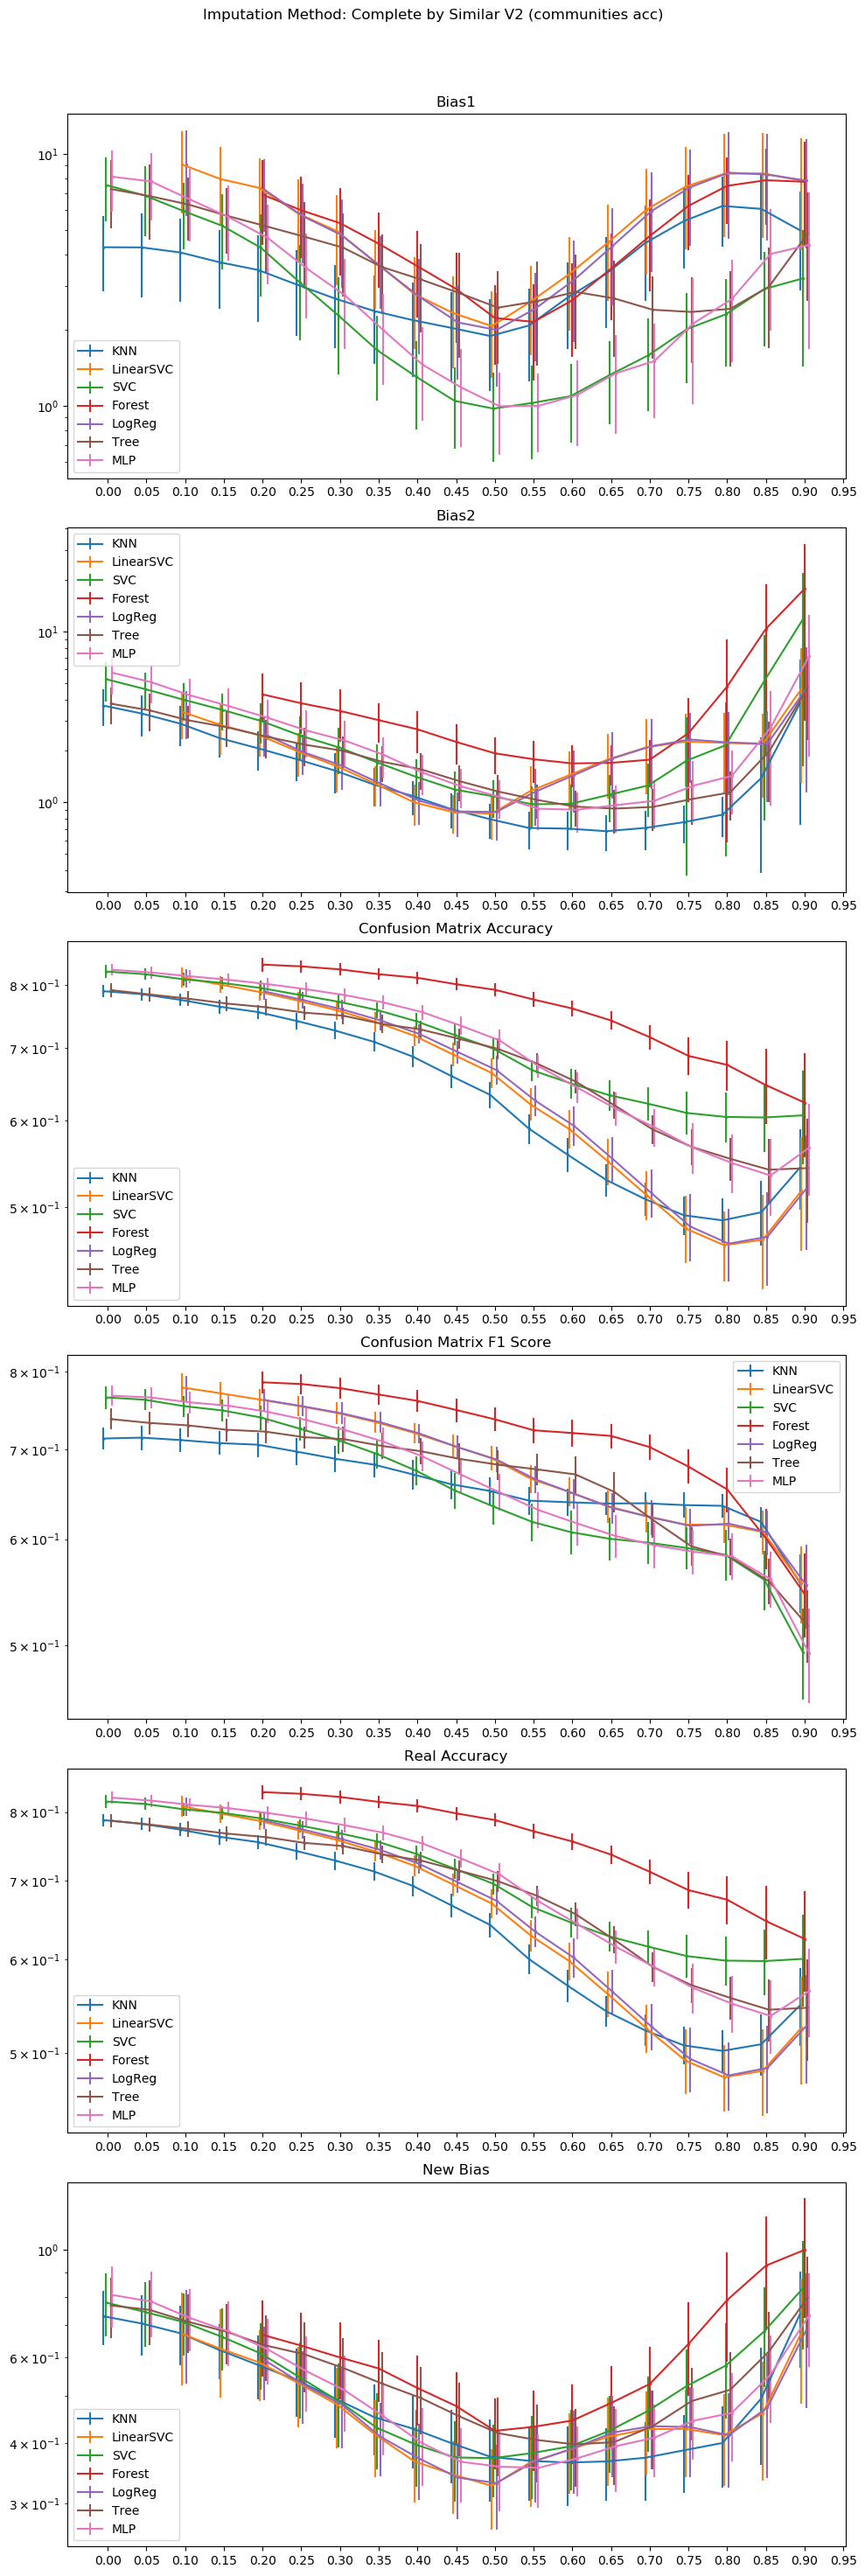 Imputation Method: Complete by Similar V2 (communities acc)
Bias1
10¹
10⁰
KNN
LinearSVC
SVC
Forest
LogReg
Tree
MLP
0.00 0.05 0.10 0.15 0.20 0.25 0.30 0.35 0.40 0.45 0.50 0.55 0.60 0.65 0.70 0.75 0.80 0.85 0.90 0.95
Bias2
KNN
LinearSVC
SVC
Forest
LogReg
Tree
MLP
10¹
10⁰
0.00 0.05 0.10 0.15 0.20 0.25 0.30 0.35 0.40 0.45 0.50 0.55 0.60 0.65 0.70 0.75 0.80 0.85 0.90 0.95
Confusion Matrix Accuracy
8 × 10⁻¹
7 × 10⁻¹
6 × 10⁻¹
5 × 10⁻¹
KNN
LinearSVC
SVC
Forest
LogReg
Tree
MLP
0.00 0.05 0.10 0.15 0.20 0.25 0.30 0.35 0.40 0.45 0.50 0.55 0.60 0.65 0.70 0.75 0.80 0.85 0.90 0.95
Confusion Matrix F1 Score
8 × 10⁻¹
7 × 10⁻¹
6 × 10⁻¹
5 × 10⁻¹
KNN
LinearSVC
SVC
Forest
LogReg
Tree
MLP
0.00 0.05 0.10 0.15 0.20 0.25 0.30 0.35 0.40 0.45 0.50 0.55 0.60 0.65 0.70 0.75 0.80 0.85 0.90 0.95
Real Accuracy
8 × 10⁻¹
7 × 10⁻¹
6 × 10⁻¹
5 × 10⁻¹
KNN
LinearSVC
SVC
Forest
LogReg
Tree
MLP
0.00 0.05 0.10 0.15 0.20 0.25 0.30 0.35 0.40 0.45 0.50 0.55 0.60 0.65 0.70 0.75 0.80 0.85 0.90 0.95
New Bias
10⁰
6 × 10⁻¹
4 × 10⁻¹
3 × 10⁻¹
KNN
LinearSVC
SVC
Forest
LogReg
Tree
MLP
0.00 0.05 0.10 0.15 0.20 0.25 0.30 0.35 0.40 0.45 0.50 0.55 0.60 0.65 0.70 0.75 0.80 0.85 0.90 0.95